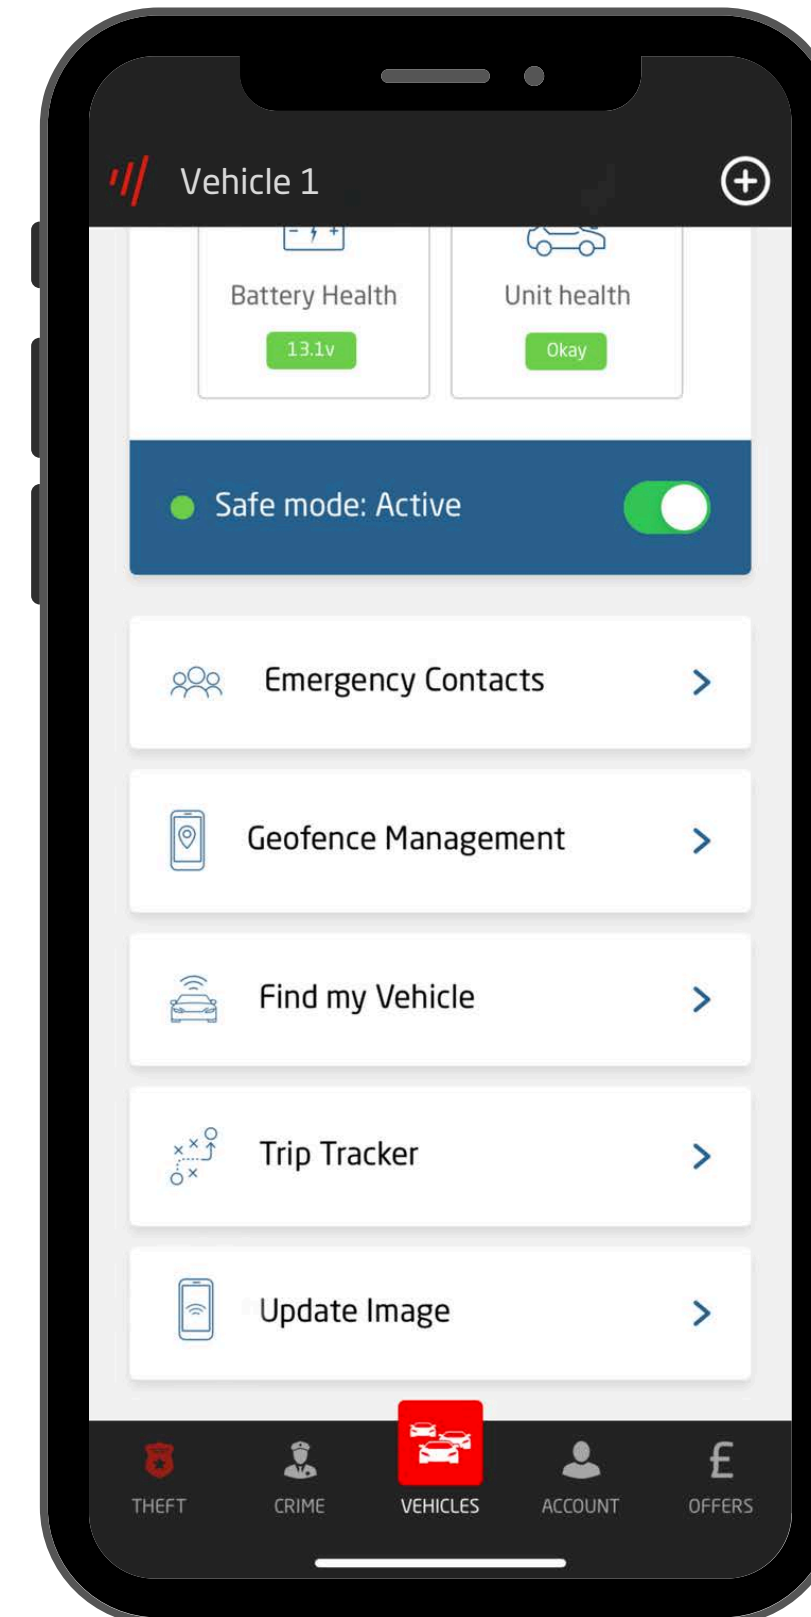 Vehicle 1
Battery Health
Unit health
13.1v
Okay
Safe mode: Active
Emergency Contacts
Geofence Management
Find my Vehicle
Trip Tracker
Update Image
THEFT
CRIME
VEHICLES
ACCOUNT
£
OFFERS